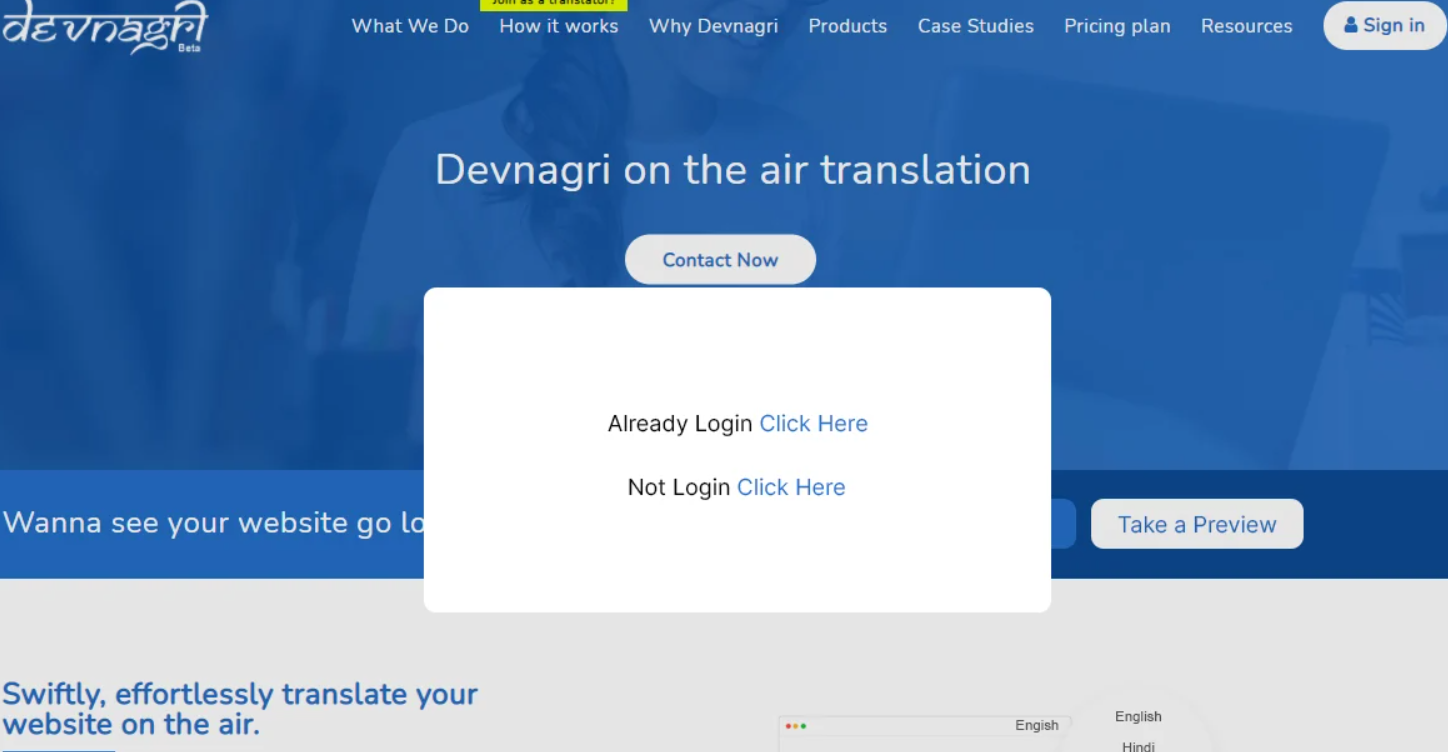 devnagri
Beta
Join as a translator?
What We Do
How it works
Why Devnagri
Products
Case Studies
Pricing plan
Resources
Sign in
Devnagri on the air translation
Contact Now
Already Login Click Here
Not Login Click Here
Wanna see your website go lo
Take a Preview
Swiftly, effortlessly translate your
website on the air.
Engish
English
Hindi